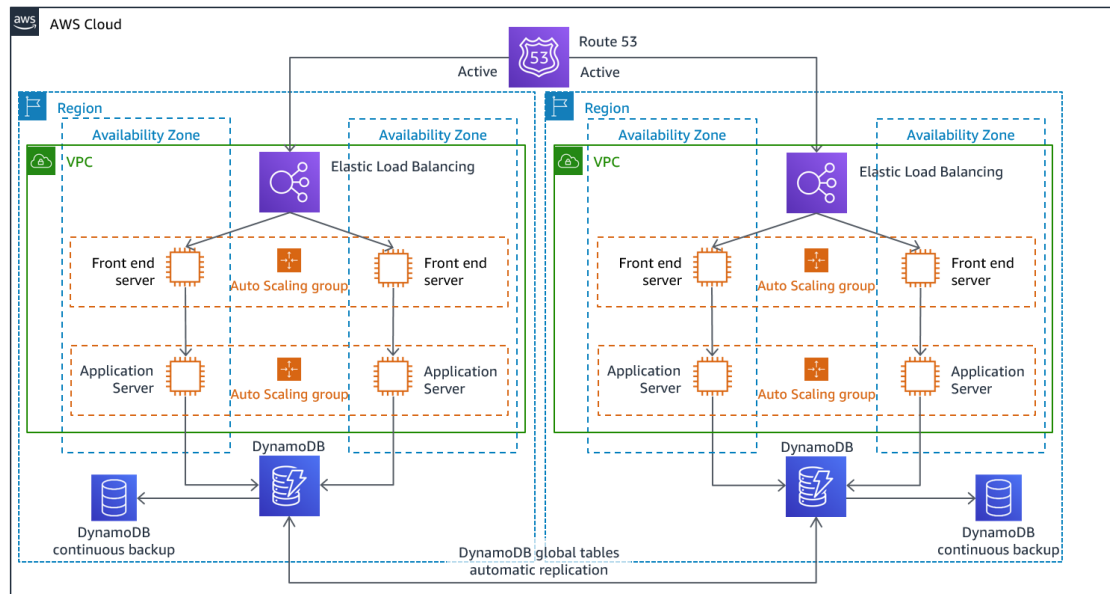 aws
AWS Cloud
53
Route 53
Active
Active
Region
Availability Zone
Availability Zone
VPC
Elastic Load Balancing
Front end
server
Auto Scaling group
Front end
server
Application
Server
Auto Scaling group
Application
Server
DynamoDB
DynamoDB
continuous backup
Region
Availability Zone
Availability Zone
VPC
Elastic Load Balancing
Front end
server
Auto Scaling group
Front end
server
Application
Server
Auto Scaling group
Application
Server
DynamoDB
DynamoDB
continuous backup
DynamoDB global tables
automatic replication